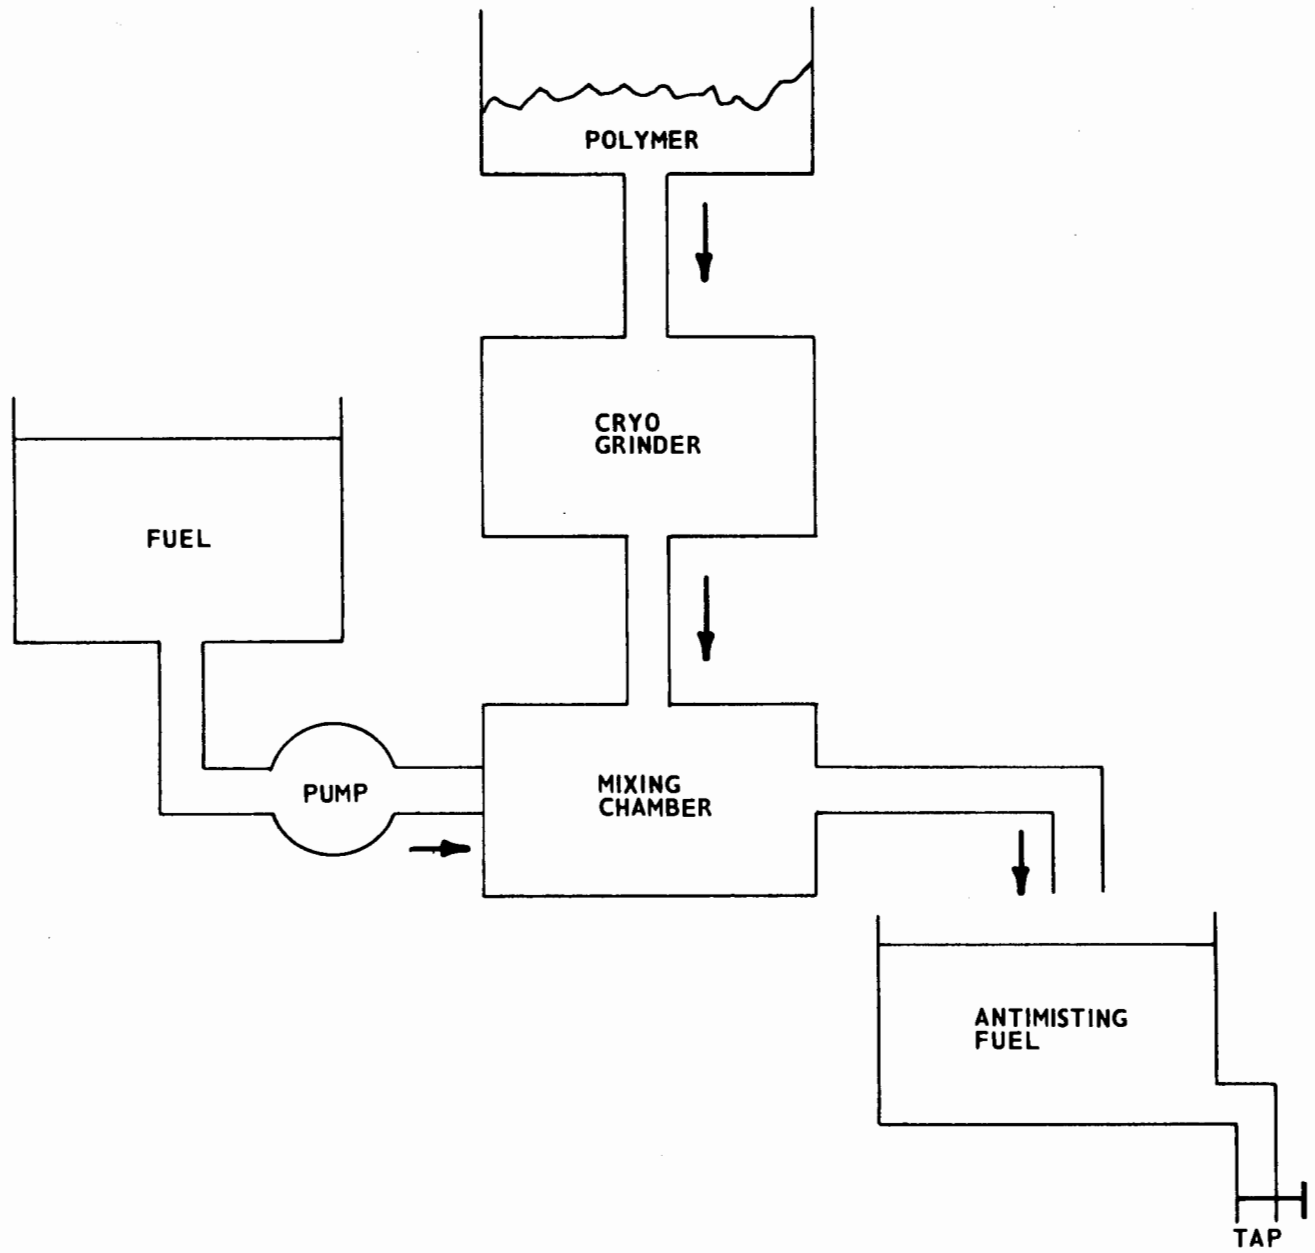 POLYMER
CRYO
GRINDER
FUEL
PUMP
MIXING
CHAMBER
ANTIMISTING
FUEL
TAP